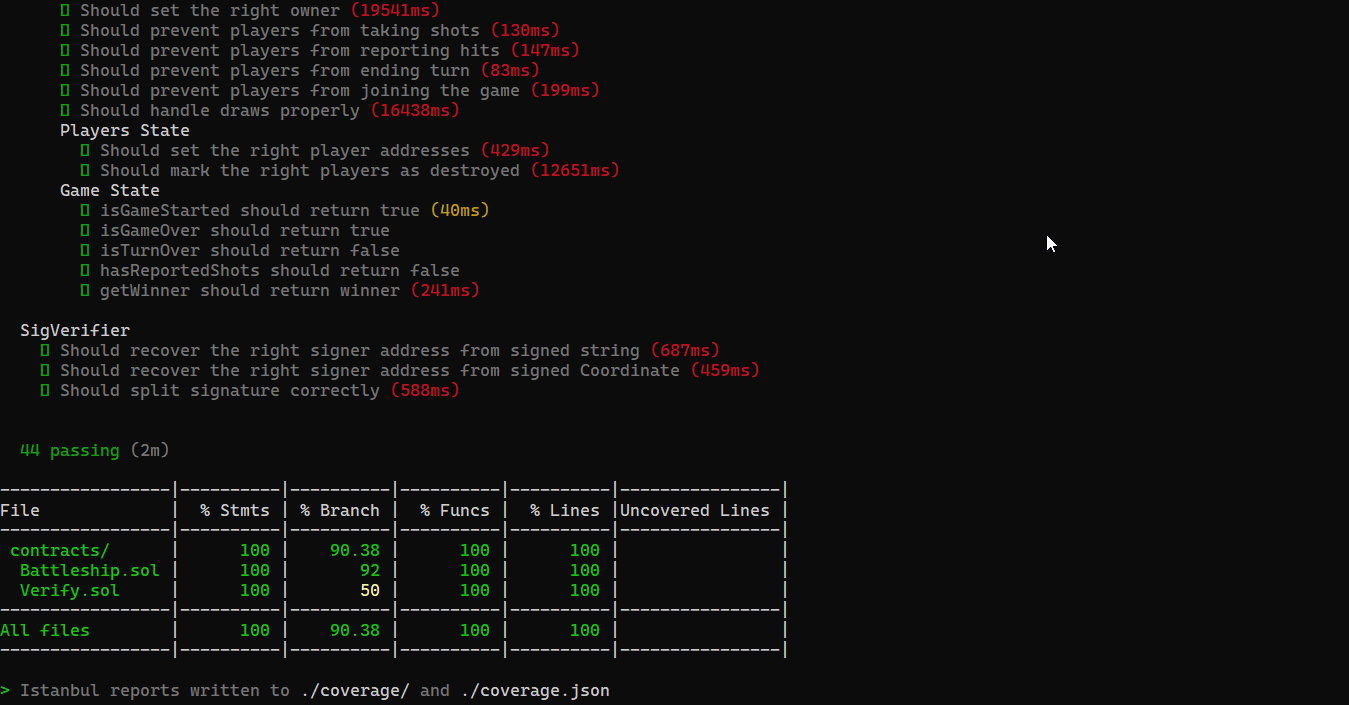 ▯ Should set the right owner (19541ms)
▯ Should prevent players from taking shots (130ms)
▯ Should prevent players from reporting hits (147ms)
▯ Should prevent players from ending turn (83ms)
▯ Should prevent players from joining the game (199ms)
▯ Should handle draws properly (16438ms)
Players State
▯ Should set the right player addresses (429ms)
▯ Should mark the right players as destroyed (12651ms)
Game State
▯ isGameStarted should return true (40ms)
▯ isGameOver should return true
▯ isTurnOver should return false
▯ hasReportedShots should return false
▯ getWinner should return winner (241ms)
SigVerifier
▯ Should recover the right signer address from signed string (687ms)
▯ Should recover the right signer address from signed Coordinate (459ms)
▯ Should split signature correctly (588ms)
44 passing (2m)
-----------------|----------|----------|----------|----------|----------------|
File             |  % Stmts | % Branch |  % Funcs |  % Lines |Uncovered Lines |
-----------------|----------|----------|----------|----------|----------------|
 contracts/      |      100 |    90.38 |      100 |      100 |                |
  Battleship.sol |      100 |       92 |      100 |      100 |                |
  Verify.sol     |      100 |       50 |      100 |      100 |                |
-----------------|----------|----------|----------|----------|----------------|
All files        |      100 |    90.38 |      100 |      100 |                |
-----------------|----------|----------|----------|----------|----------------|
> Istanbul reports written to ./coverage/ and ./coverage.json